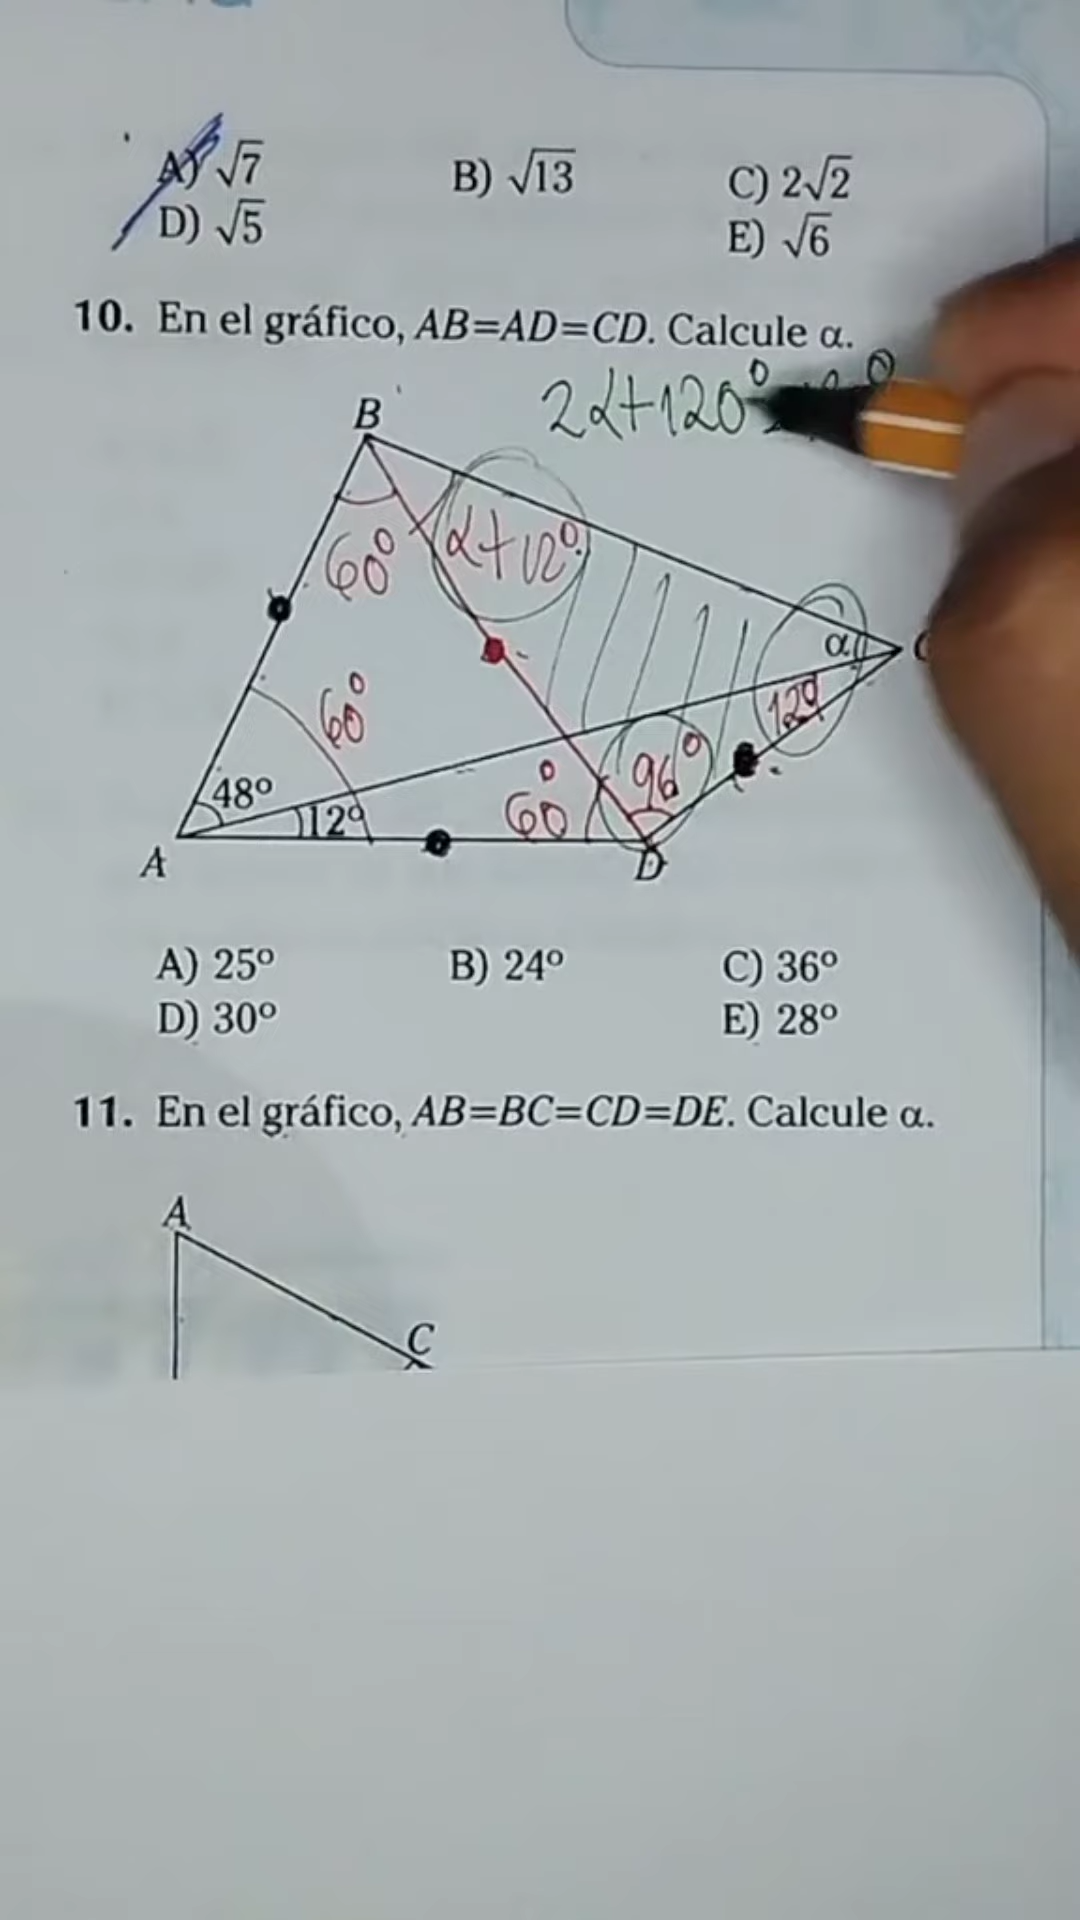 A) √7
B) √13
C) 2√2
D) √5
E) √6
10. En el gráfico, AB=AD=CD. Calcule α.
2α+120°
B
60°
α+12°
60°
α
12°
48°
12°
60°
96°
A
D
A) 25°
B) 24°
C) 36°
D) 30°
E) 28°
11. En el gráfico, AB=BC=CD=DE. Calcule α.
A
C